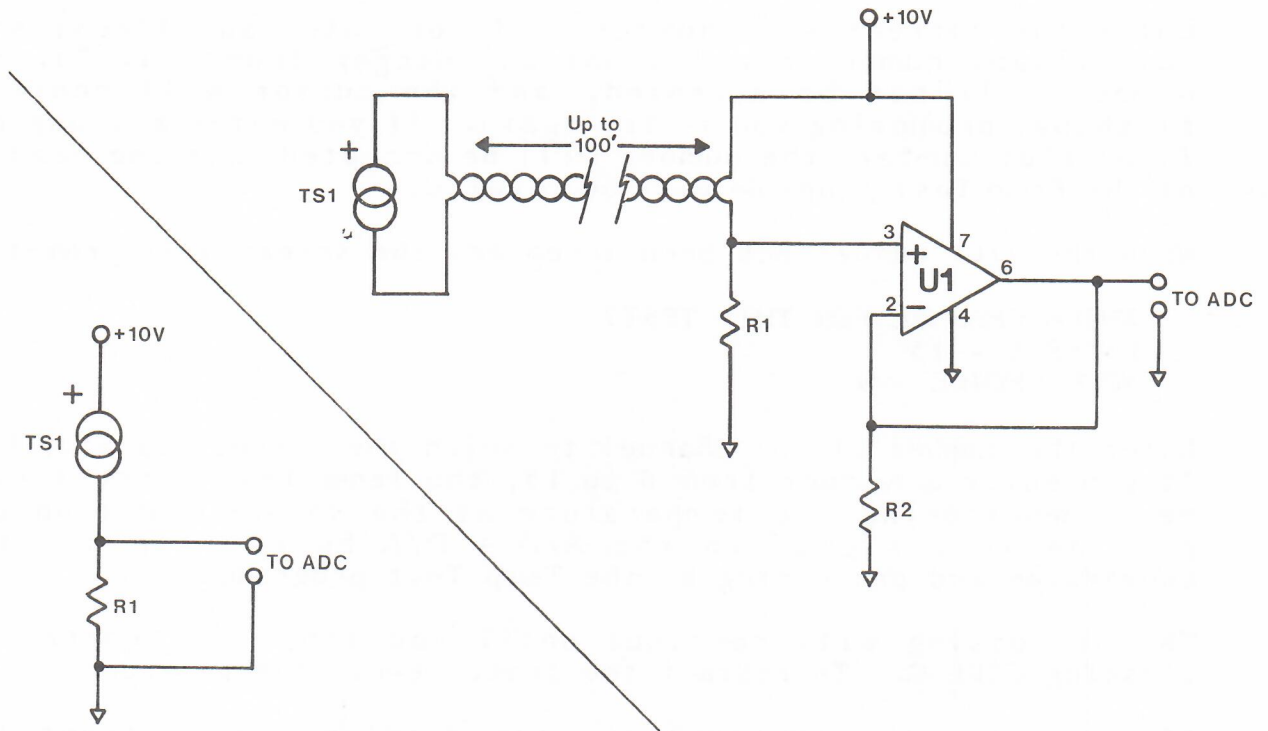 +10V
Up to
100'
+
TS1
3
7
+
U1
6
2
−
4
TO ADC
R1
R2
+10V
+
TS1
TO ADC
R1